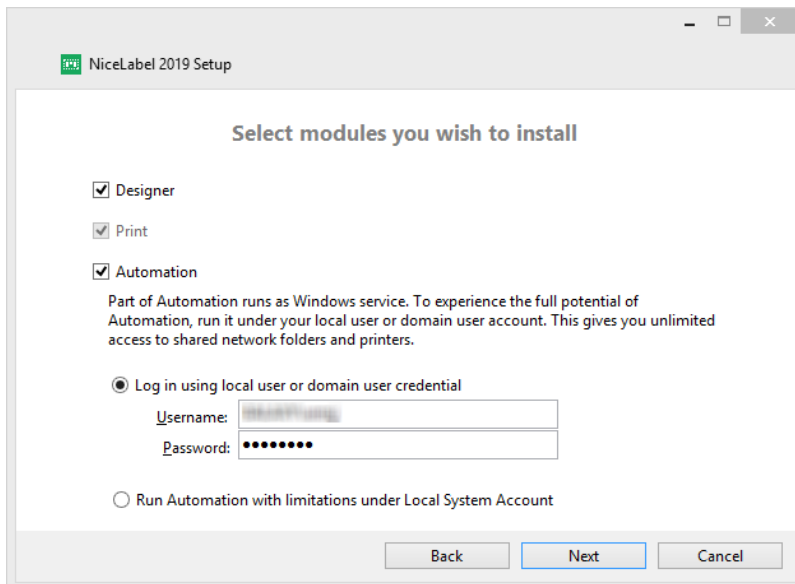 NiceLabel 2019 Setup
Select modules you wish to install
Designer
Print
Automation
Part of Automation runs as Windows service. To experience the full potential of
Automation, run it under your local user or domain user account. This gives you unlimited
access to shared network folders and printers.
Log in using local user or domain user credential
Username:
Password: ●●●●●●●●
Run Automation with limitations under Local System Account
Back Next Cancel